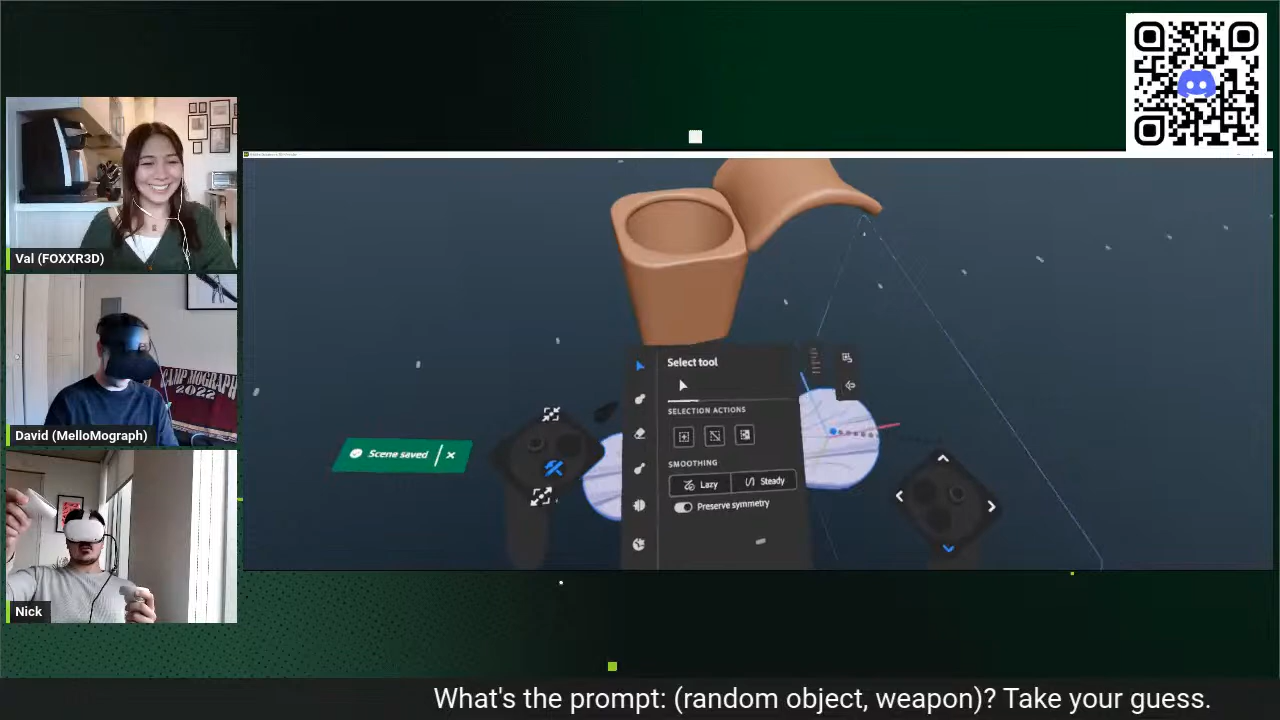 Val (FOXXR3D)
CAMP MOGRAPH
2022
David (MelloMograph)
Nick
Scene saved
Select tool
SELECTION ACTIONS
SMOOTHING
Lazy
Steady
Preserve symmetry
What's the prompt: (random object, weapon)? Take your guess.